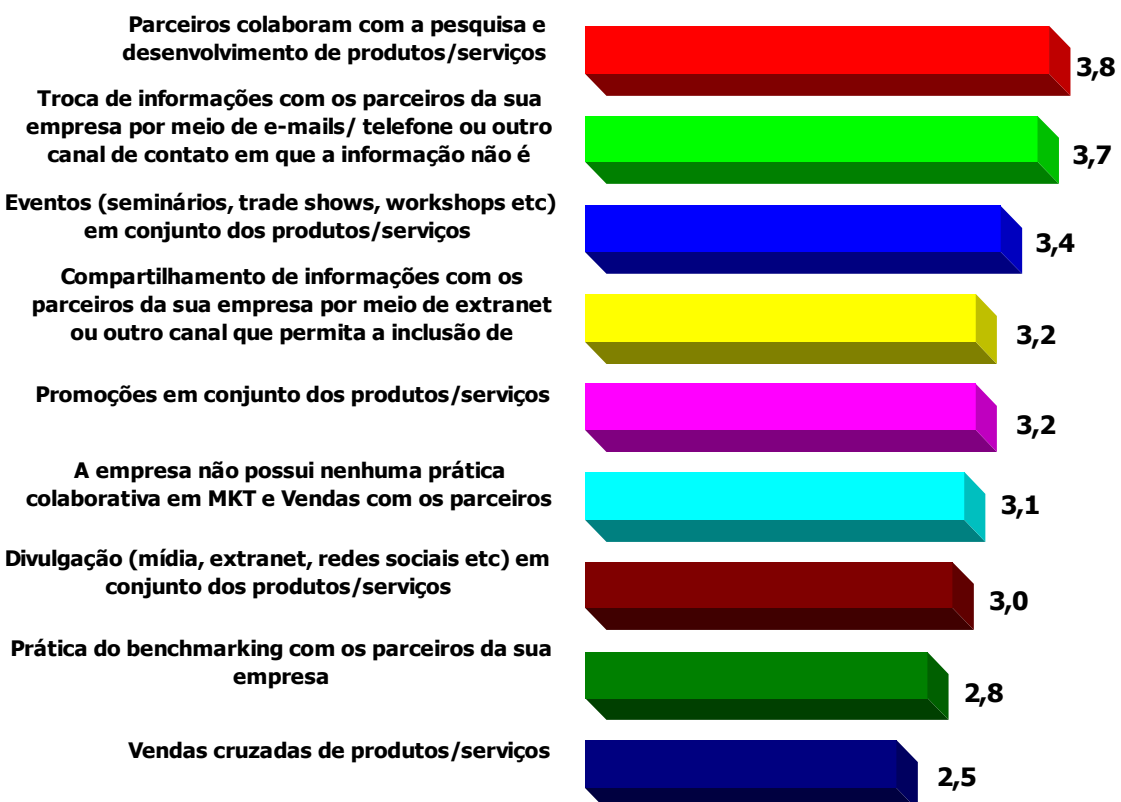 Parceiros colaboram com a pesquisa e
desenvolvimento de produtos/serviços
3,8
Troca de informações com os parceiros da sua
empresa por meio de e-mails/ telefone ou outro
canal de contato em que a informação não é
3,7
Eventos (seminários, trade shows, workshops etc)
em conjunto dos produtos/serviços
3,4
Compartilhamento de informações com os
parceiros da sua empresa por meio de extranet
ou outro canal que permita a inclusão de
3,2
Promoções em conjunto dos produtos/serviços
3,2
A empresa não possui nenhuma prática
colaborativa em MKT e Vendas com os parceiros
3,1
Divulgação (mídia, extranet, redes sociais etc) em
conjunto dos produtos/serviços
3,0
Prática do benchmarking com os parceiros da sua
empresa
2,8
Vendas cruzadas de produtos/serviços
2,5